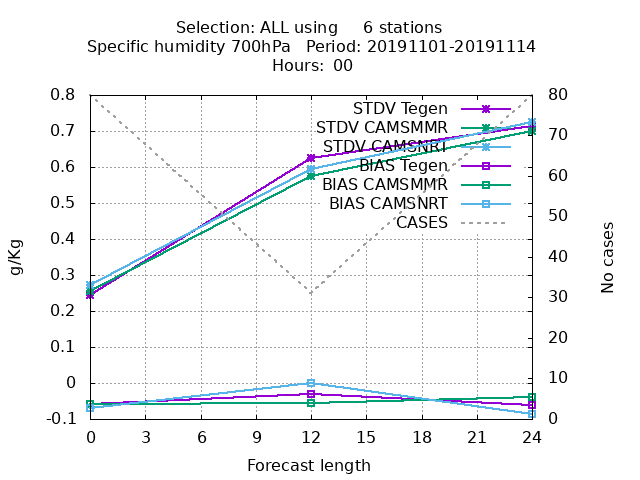 Selection: ALL using     6 stations
Specific humidity 700hPa   Period: 20191101-20191114
Hours:  00
0.8
0.7
0.6
0.5
0.4
0.3
0.2
0.1
0
-0.1
g/Kg
STDV Tegen
STDV CAMSMMR
STDV CAMSNRT
BIAS Tegen
BIAS CAMSMMR
BIAS CAMSNRT
CASES
80
70
60
50
40
30
20
10
0
No cases
0 3 6 9 12 15 18 21 24
Forecast length